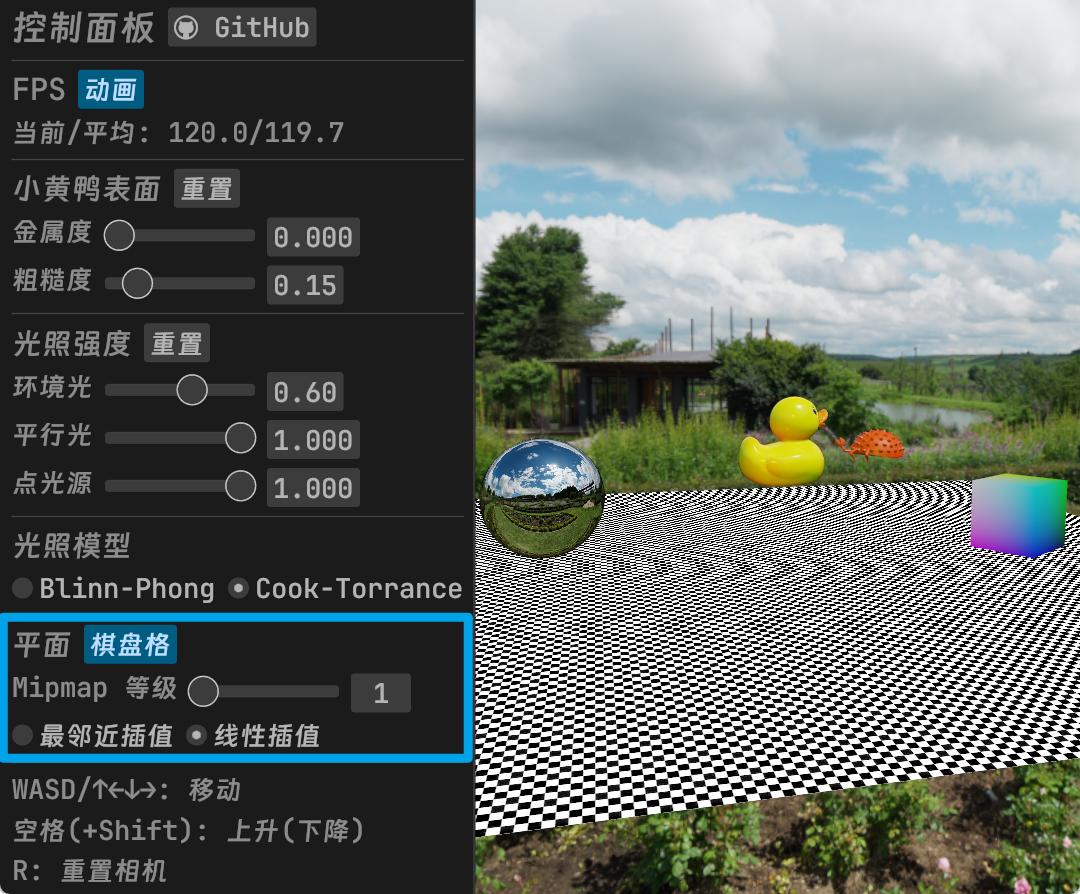 控制面板 GitHub
FPS 动画
当前/平均: 120.0/119.7
小黄鸭表面 重置
金属度 0.000
粗糙度 0.15
光照强度 重置
环境光 0.60
平行光 1.000
点光源 1.000
光照模型
Blinn-Phong Cook-Torrance
平面 棋盘格
Mipmap 等级 1
最邻近插值 线性插值
WASD/↑←↓→: 移动
空格(+Shift): 上升(下降)
R: 重置相机